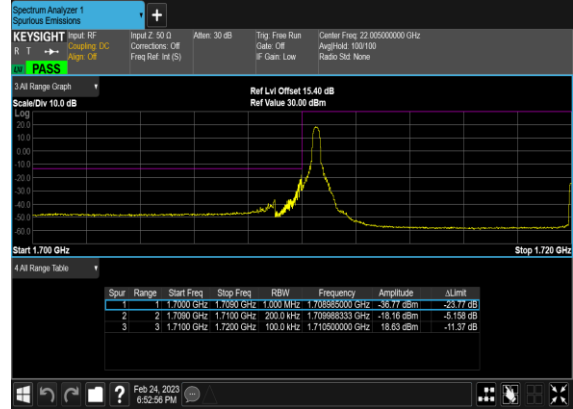 Spectrum Analyzer 1
Spurious Emissions
KEYSIGHT Input: RF Input Z: 50 Ω Atten: 30 dB Trig: Free Run Center Freq: 22.005000000 GHz
R T Coupling: DC Corrections: Off Gate: Off Avg|Hold: 100/100
Align: Off Freq Ref: Int (S) IF Gain: Low Radio Std: None
PASS
3 All Range Graph
Ref Lvl Offset 15.40 dB
Scale/Div 10.0 dB Ref Value 30.00 dBm
Log
20.0
10.0
0.00
-10.0
-20.0
-30.0
-40.0
-50.0
-60.0
Start 1.700 GHz Stop 1.720 GHz
4 All Range Table
Spur Range Start Freq Stop Freq RBW Frequency Amplitude ΔLimit
1 1 1.7000 GHz 1.7090 GHz 1.000 MHz 1.708985000 GHz -36.77 dBm -23.77 dB
2 2 1.7090 GHz 1.7100 GHz 200.0 kHz 1.709988333 GHz -18.16 dBm -5.158 dB
3 3 1.7100 GHz 1.7200 GHz 100.0 kHz 1.710500000 GHz 18.63 dBm -11.37 dB
? Feb 24, 2023
6:52:56 PM